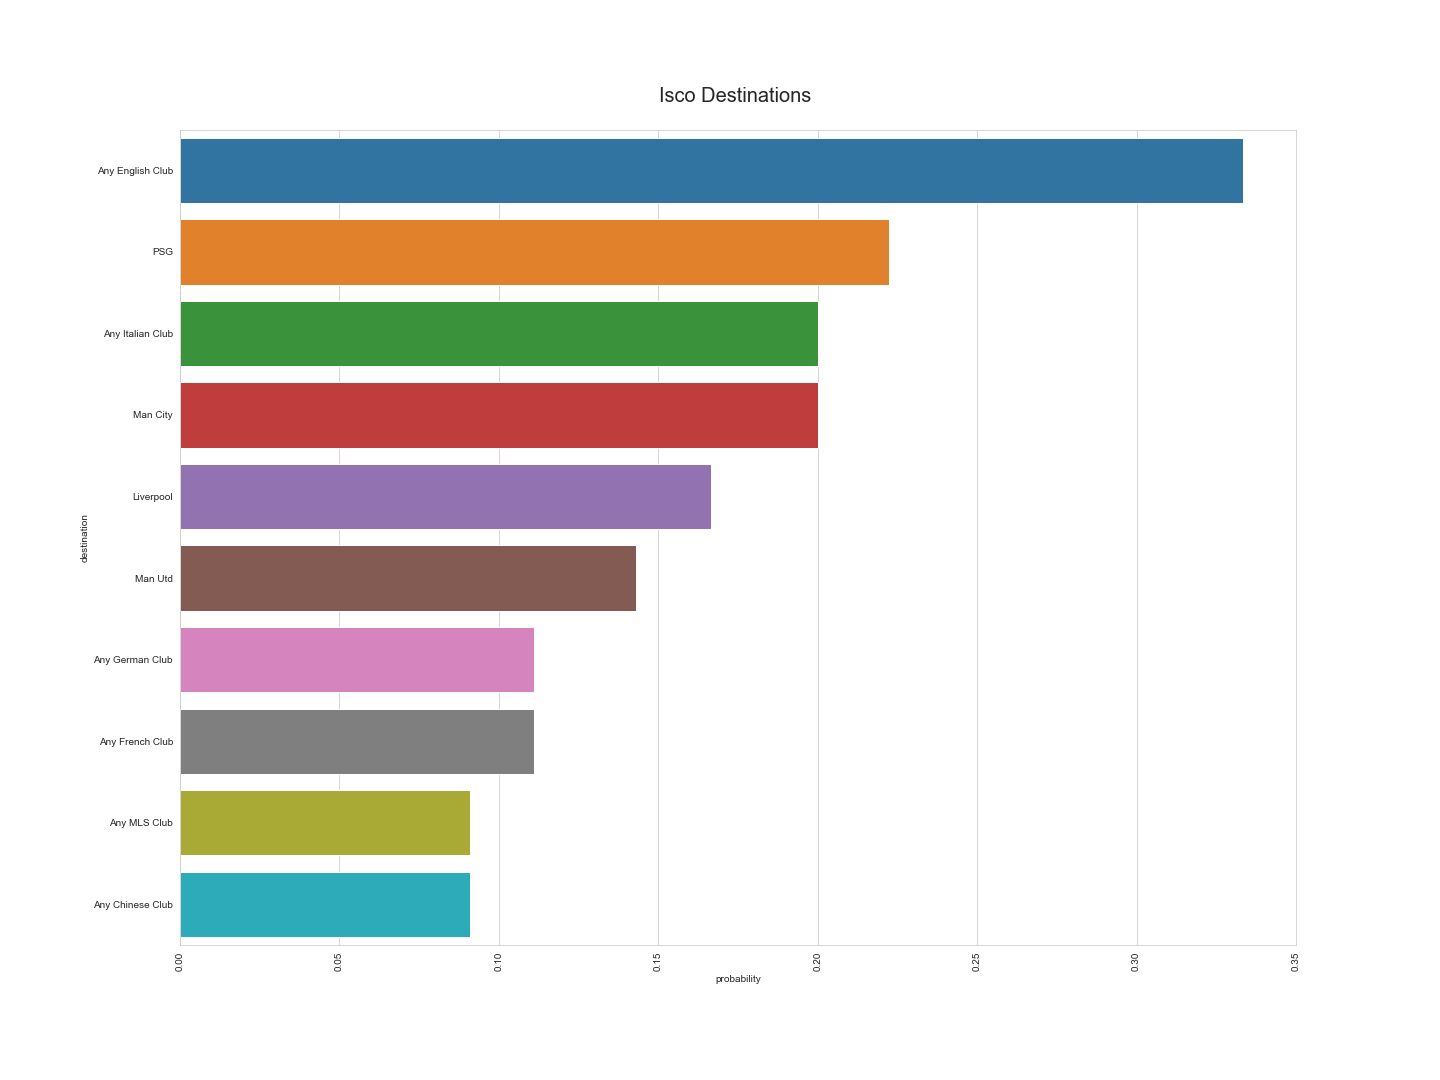 Isco Destinations
Any English Club
PSG
Any Italian Club
Man City
Liverpool
destination
Man Utd
Any German Club
Any French Club
Any MLS Club
Any Chinese Club
0.00 0.05 0.10 0.15 0.20 0.25 0.30 0.35
probability